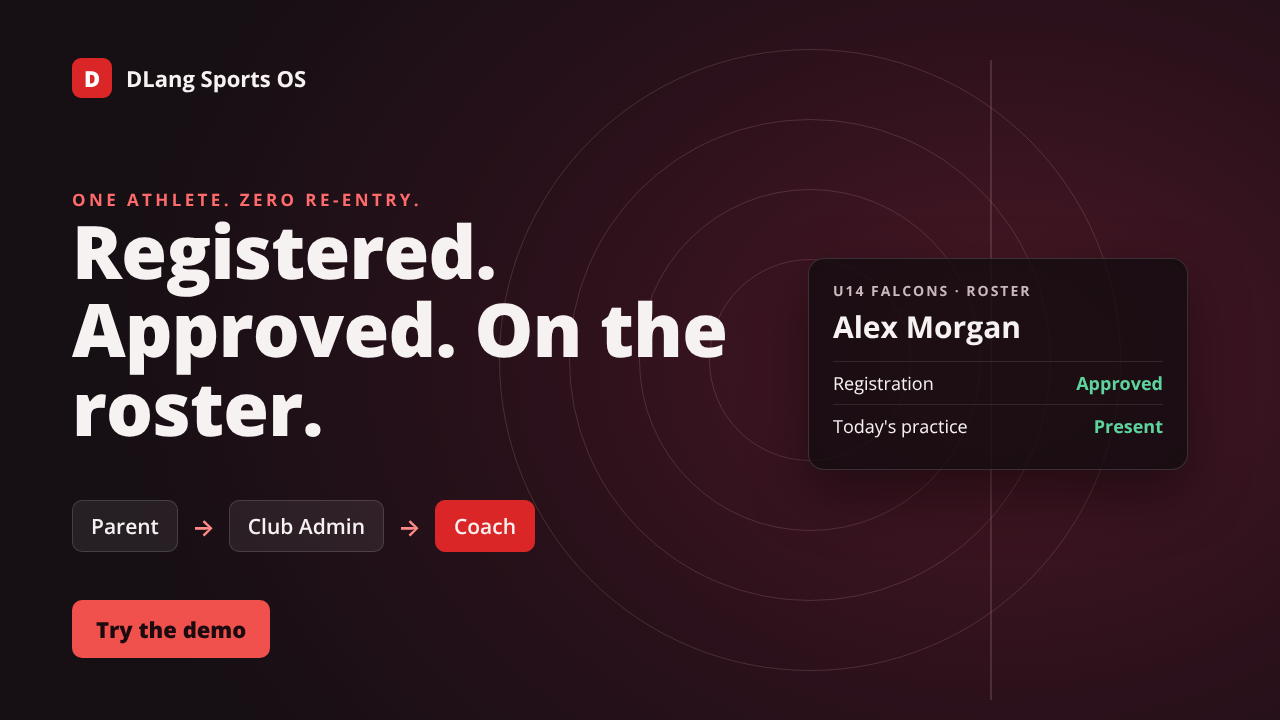 D
DLang Sports OS
ONE ATHLETE. ZERO RE-ENTRY.
Registered.
Approved. On the
roster.
Parent → Club Admin → Coach
Try the demo
U14 FALCONS · ROSTER
Alex Morgan
Registration Approved
Today's practice Present